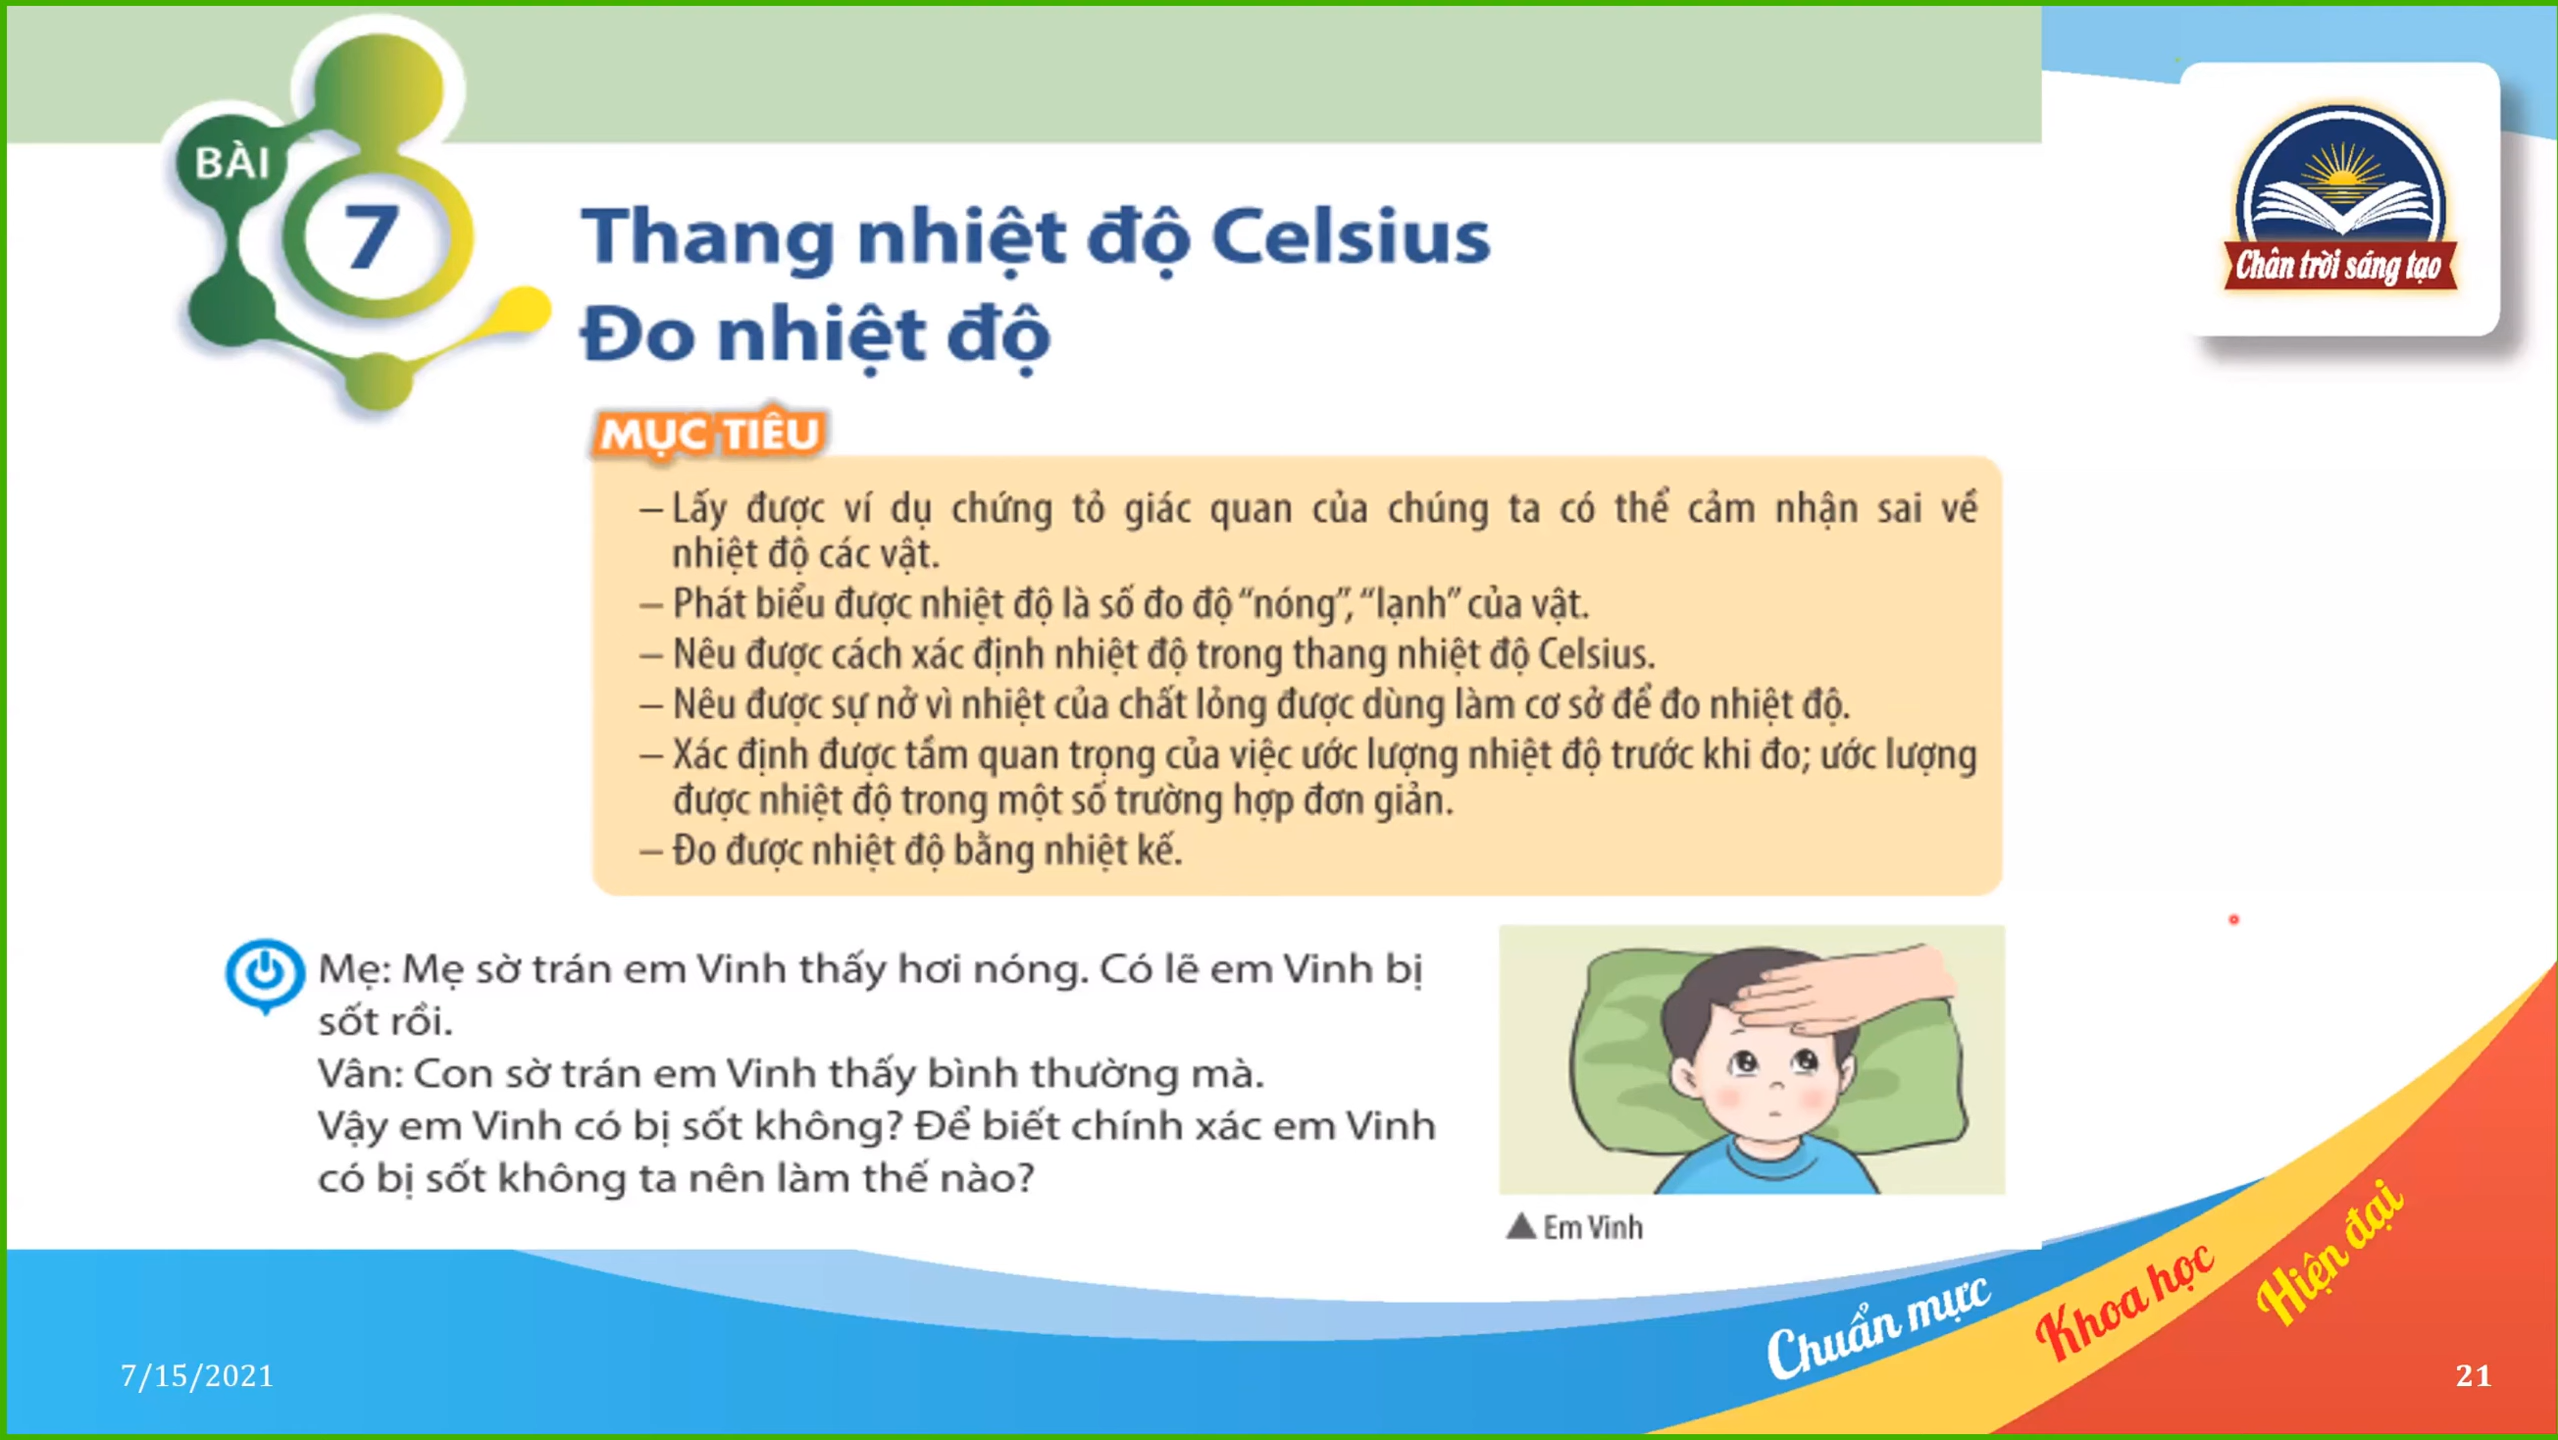 BÀI
7
Thang nhiệt độ Celsius
Đo nhiệt độ
Chân trời sáng tạo
MỤC TIÊU
– Lấy được ví dụ chứng tỏ giác quan của chúng ta có thể cảm nhận sai về
nhiệt độ các vật.
– Phát biểu được nhiệt độ là số đo độ “nóng”, “lạnh” của vật.
– Nêu được cách xác định nhiệt độ trong thang nhiệt độ Celsius.
– Nêu được sự nở vì nhiệt của chất lỏng được dùng làm cơ sở để đo nhiệt độ.
– Xác định được tầm quan trọng của việc ước lượng nhiệt độ trước khi đo; ước lượng
được nhiệt độ trong một số trường hợp đơn giản.
– Đo được nhiệt độ bằng nhiệt kế.
Mẹ: Mẹ sờ trán em Vinh thấy hơi nóng. Có lẽ em Vinh bị
sốt rồi.
Vân: Con sờ trán em Vinh thấy bình thường mà.
Vậy em Vinh có bị sốt không? Để biết chính xác em Vinh
có bị sốt không ta nên làm thế nào?
▲ Em Vinh
Chuẩn mực
Khoa học
Hiện đại
7/15/2021
21